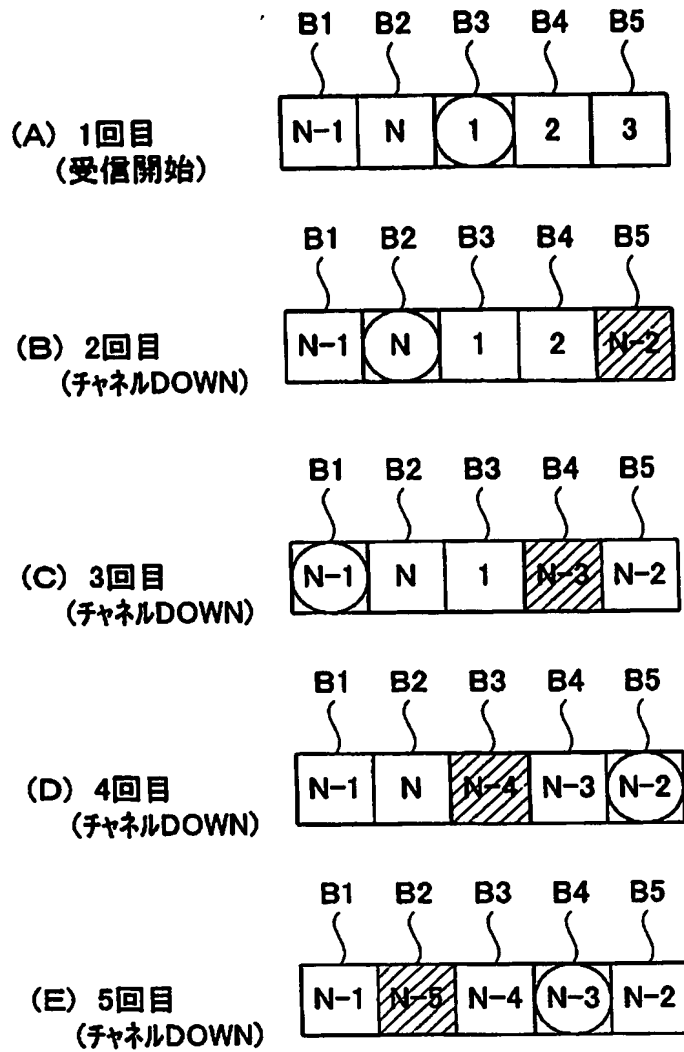 B1 B2 B3 B4 B5
(A) 1回目
(受信開始)
N-1 N 1 2 3
B1 B2 B3 B4 B5
(B) 2回目
(チャネルDOWN)
N-1 N 1 2 N-2
B1 B2 B3 B4 B5
(C) 3回目
(チャネルDOWN)
N-1 N 1 N-3 N-2
B1 B2 B3 B4 B5
(D) 4回目
(チャネルDOWN)
N-1 N N-4 N-3 N-2
B1 B2 B3 B4 B5
(E) 5回目
(チャネルDOWN)
N-1 N-5 N-4 N-3 N-2